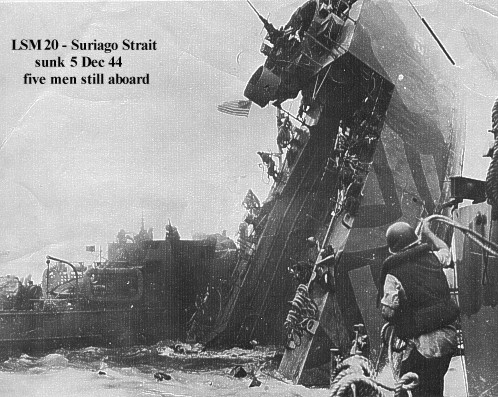 LSM 20 - Suriago Strait
sunk 5 Dec 44
five men still aboard